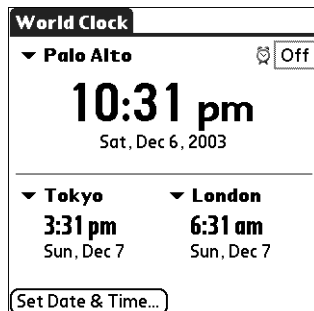 World Clock
Palo Alto Off
10:31 pm
Sat, Dec 6, 2003
Tokyo London
3:31 pm 6:31 am
Sun, Dec 7 Sun, Dec 7
Set Date & Time...